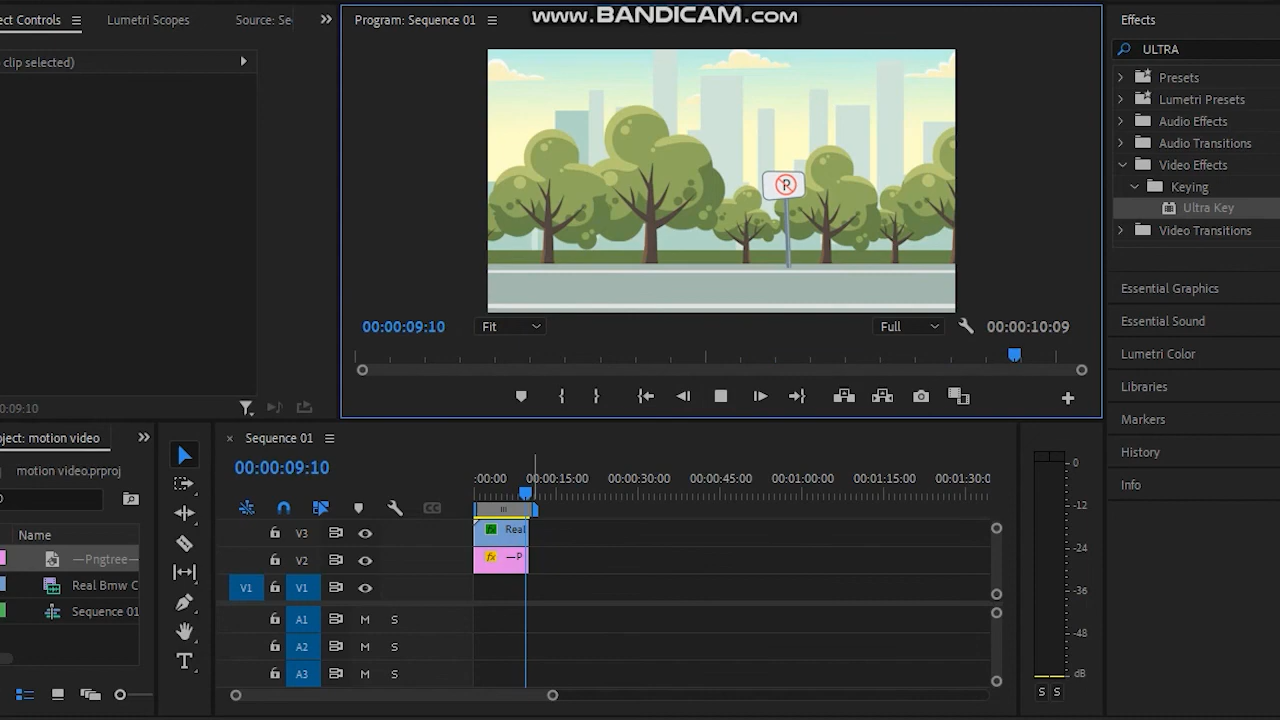 www.BANDICAM.com
ect Controls
Lumetri Scopes
Source: Se
Program: Sequence 01
Effects
clip selected)
ULTRA
Presets
Lumetri Presets
Audio Effects
Audio Transitions
Video Effects
Keying
Ultra Key
Video Transitions
Essential Graphics
Essential Sound
Lumetri Color
Libraries
Markers
History
Info
P
00:00:09:10
Fit
Full
00:00:10:09
0:09:10
oject: motion video
motion video.prproj
Name
—Pngtree—
Real Bmw C
Sequence 01
× Sequence 01
00:00:09:10
:00:00 00:00:15:00 00:00:30:00 00:00:45:00 00:01:00:00 00:01:15:00 00:01:30:0
V3
Real
V2
fx —P
V1 V1
A1 M S
A2 M S
A3 M S
0
-12
-24
-36
-48
dB
S S